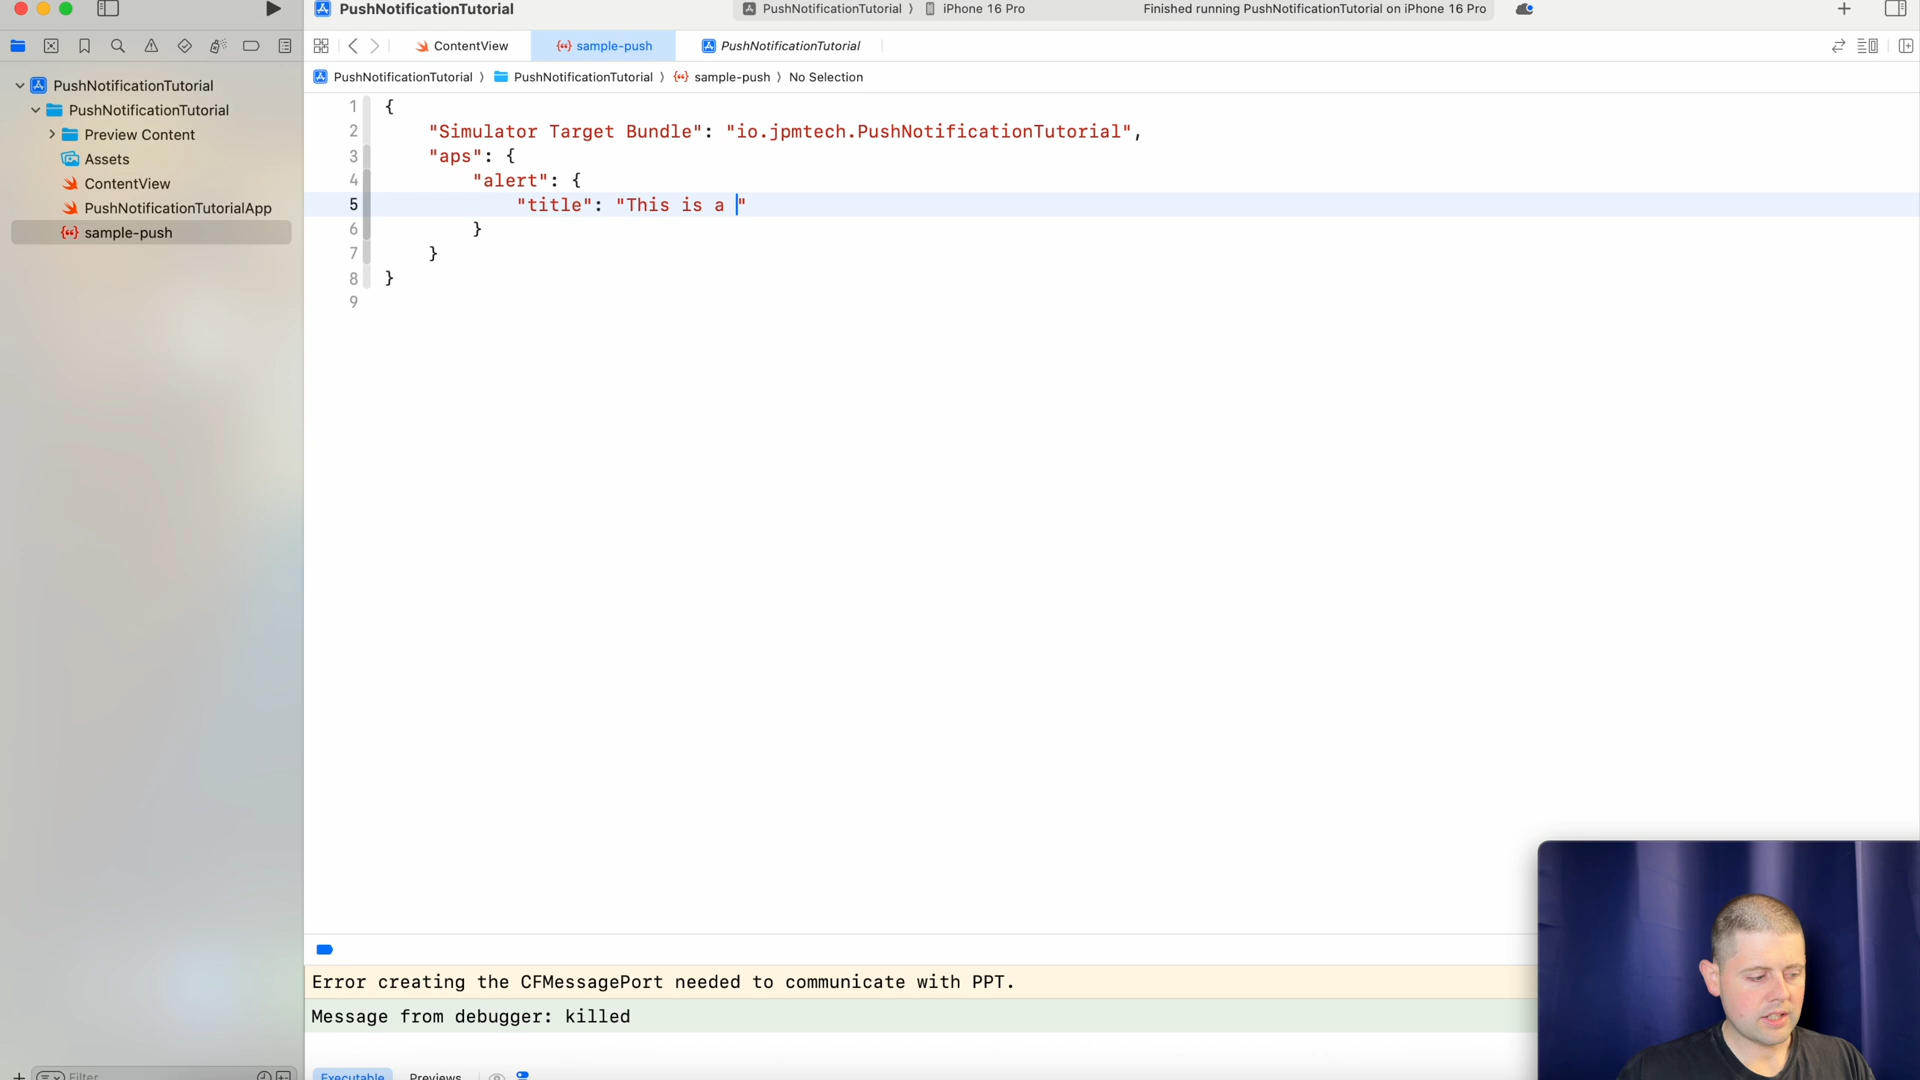 PushNotificationTutorial
PushNotificationTutorial 〉 iPhone 16 Pro
Finished running PushNotificationTutorial on iPhone 16 Pro
ContentView
sample-push
PushNotificationTutorial
PushNotificationTutorial 〉 PushNotificationTutorial 〉 sample-push 〉 No Selection
PushNotificationTutorial
PushNotificationTutorial
Preview Content
Assets
ContentView
PushNotificationTutorialApp
sample-push
1 {
2 "Simulator Target Bundle": "io.jpmtech.PushNotificationTutorial",
3 "aps": {
4 "alert": {
5 "title": "This is a "
6 }
7 }
8 }
9
Error creating the CFMessagePort needed to communicate with PPT.
Message from debugger: killed
Filter
Executable
Previews